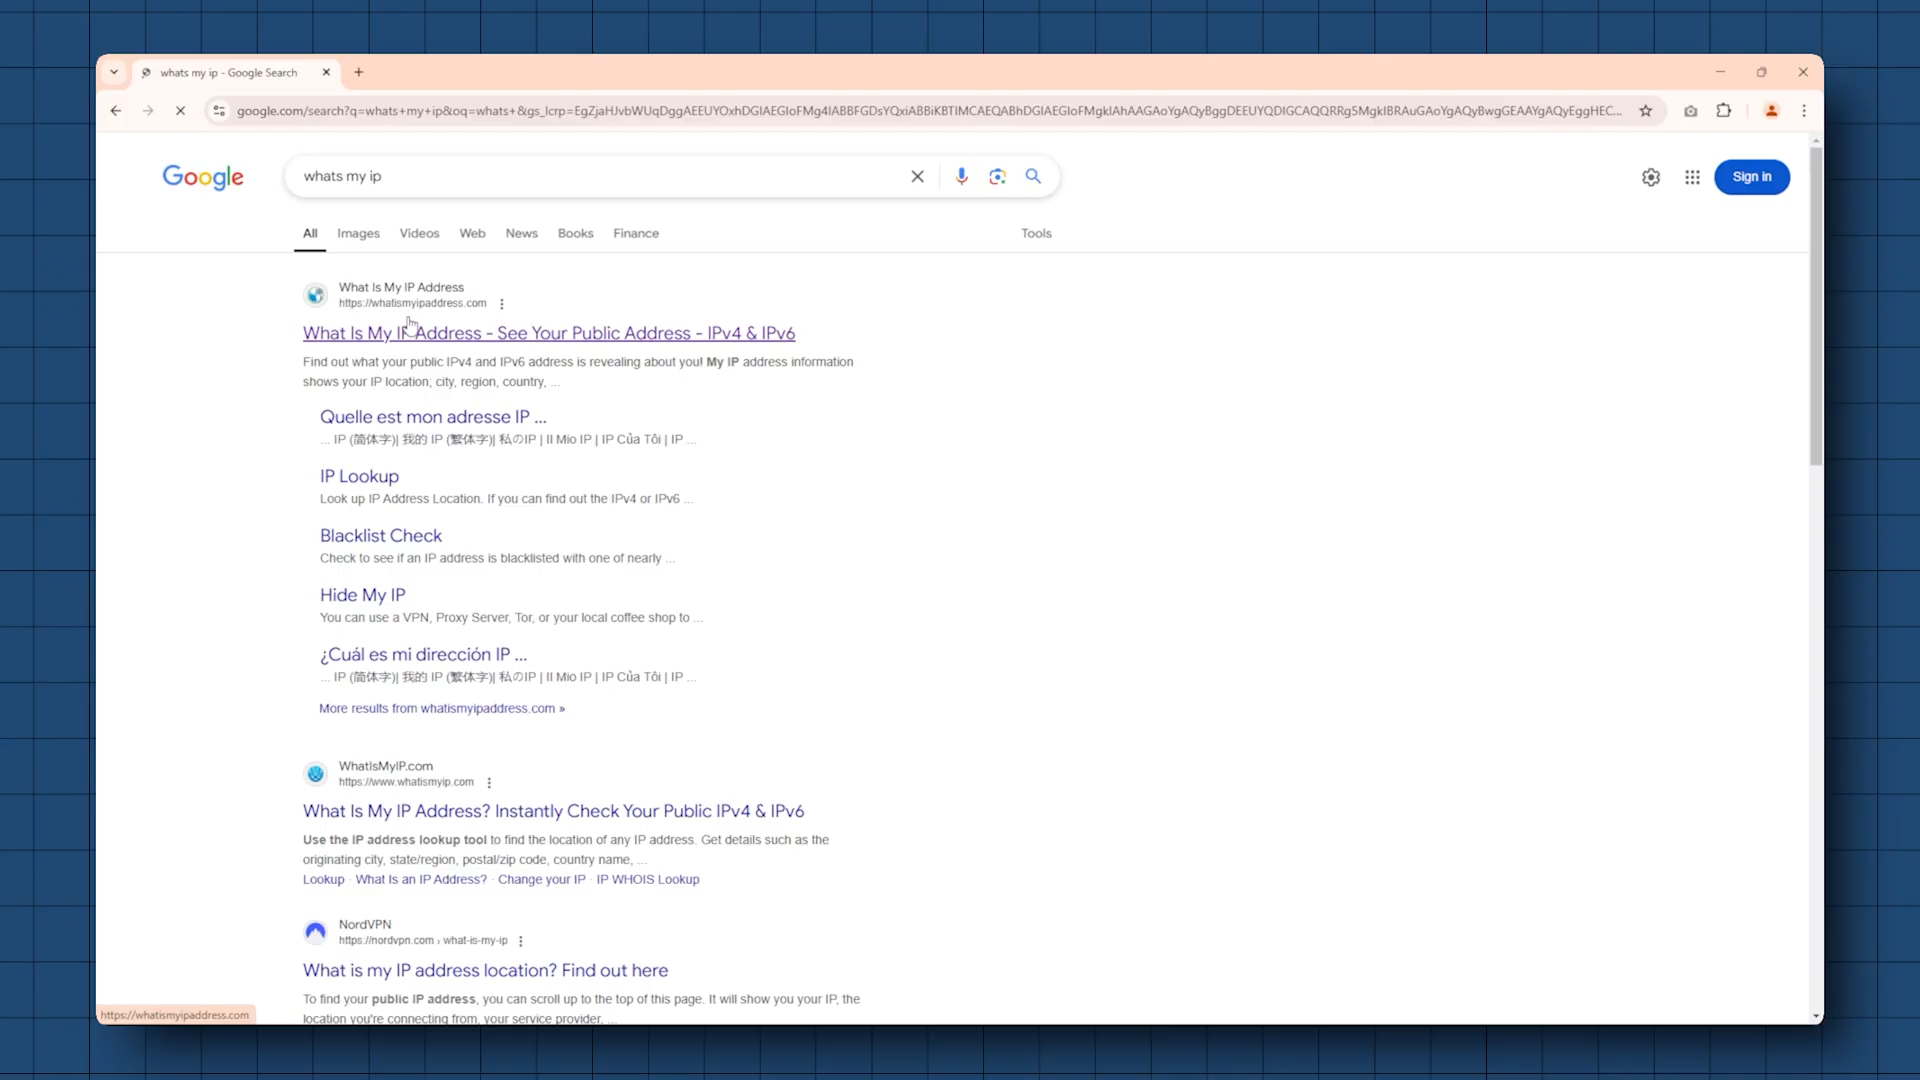 whats my ip - Google Search
google.com/search?q=whats+my+ip&oq=whats+&gs_lcrp=EgZjaHJvbWUqDggAEEUYOxhDGIAEGIoFMg4IABBFGDsYQxiABBiKBTIMCAEQABhDGIAEGIoFMgkIAhAAGAoYgAQyBggDEEUYQDIGCAQQRRg5MgkIBRAuGAoYgAQyBwgGEAAYgAQyEggHEC...
Google
whats my ip
Sign in
All Images Videos Web News Books Finance Tools
What Is My IP Address
https://whatismyipaddress.com
What Is My IP Address - See Your Public Address - IPv4 & IPv6
Find out what your public IPv4 and IPv6 address is revealing about you! My IP address information
shows your IP location; city, region, country, ...
Quelle est mon adresse IP ...
... IP (简体字)| 我的 IP (繁体字)| 私のIP | Il Mio IP | IP Của Tôi | IP ...
IP Lookup
Look up IP Address Location. If you can find out the IPv4 or IPv6 ...
Blacklist Check
Check to see if an IP address is blacklisted with one of nearly ...
Hide My IP
You can use a VPN, Proxy Server, Tor, or your local coffee shop to ...
¿Cuál es mi dirección IP ...
... IP (简体字)| 我的 IP (繁体字)| 私のIP | Il Mio IP | IP Của Tôi | IP ...
More results from whatismyipaddress.com »
WhatIsMyIP.com
https://www.whatismyip.com
What Is My IP Address? Instantly Check Your Public IPv4 & IPv6
Use the IP address lookup tool to find the location of any IP address. Get details such as the
originating city, state/region, postal/zip code, country name, ...
Lookup · What Is an IP Address? · Change your IP · IP WHOIS Lookup
NordVPN
https://nordvpn.com › what-is-my-ip
What is my IP address location? Find out here
To find your public IP address, you can scroll up to the top of this page. It will show you your IP, the
location you're connecting from, your service provider, ...
https://whatismyipaddress.com